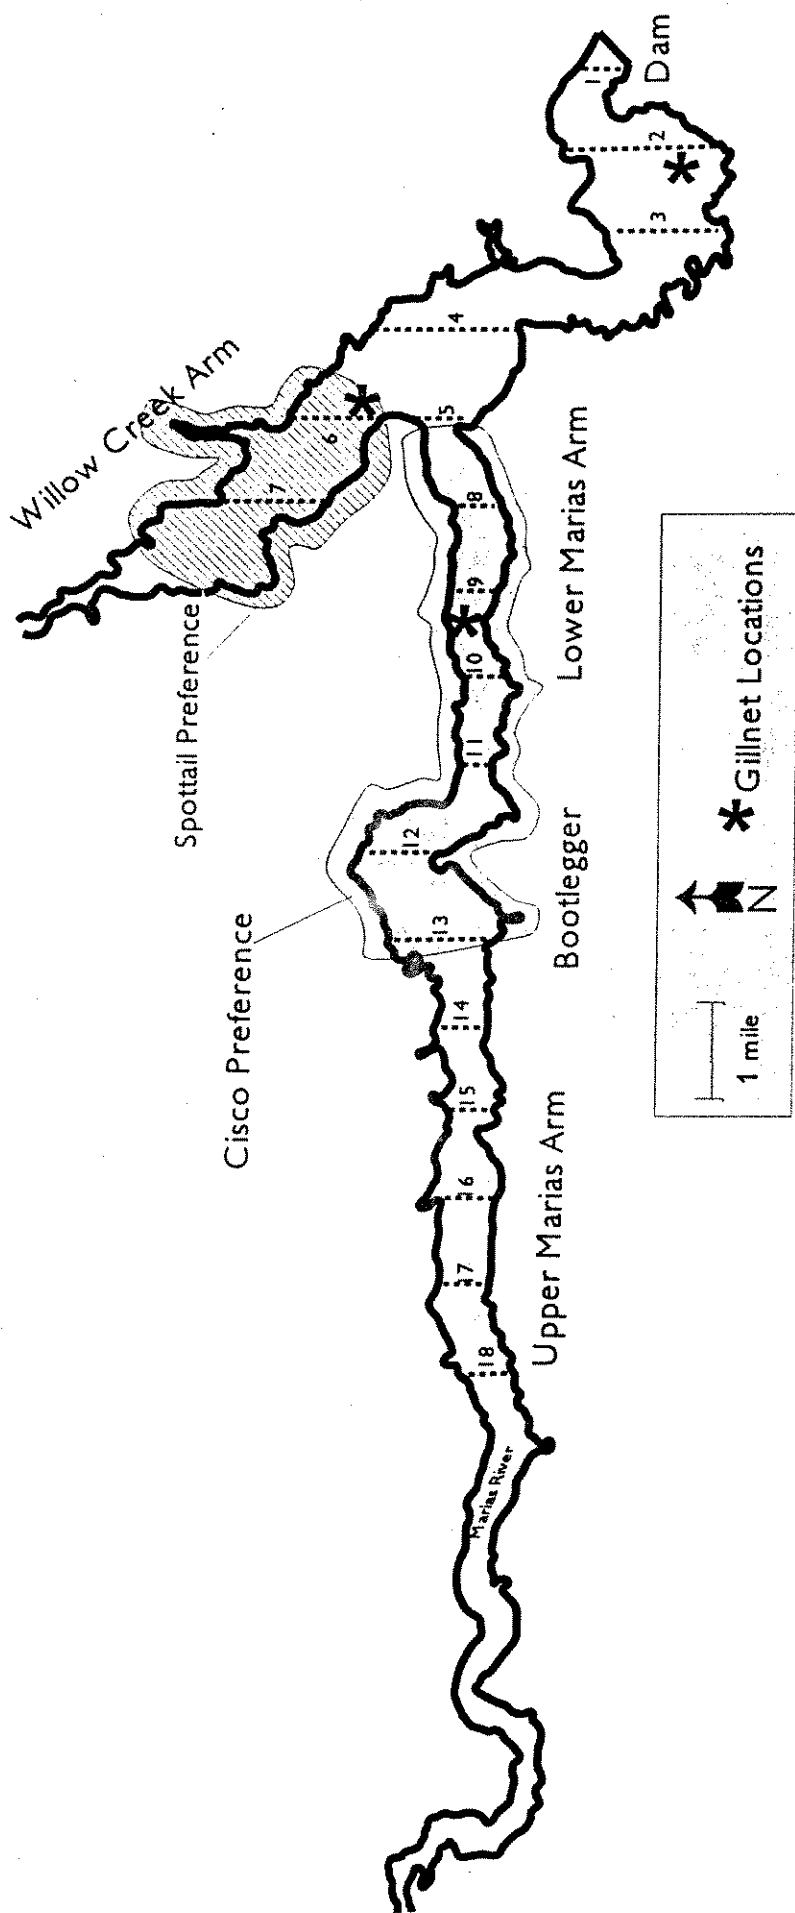 Willow Creek Arm
Spottail Preference
Cisco Preference
Dam
1
2
3
4
5
6
7
8
9
10
11
12
13
14
15
16
17
18
Lower Marias Arm
Bootlegger
Upper Marias Arm
Marias River
1 mile
N
* Gillnet Locations